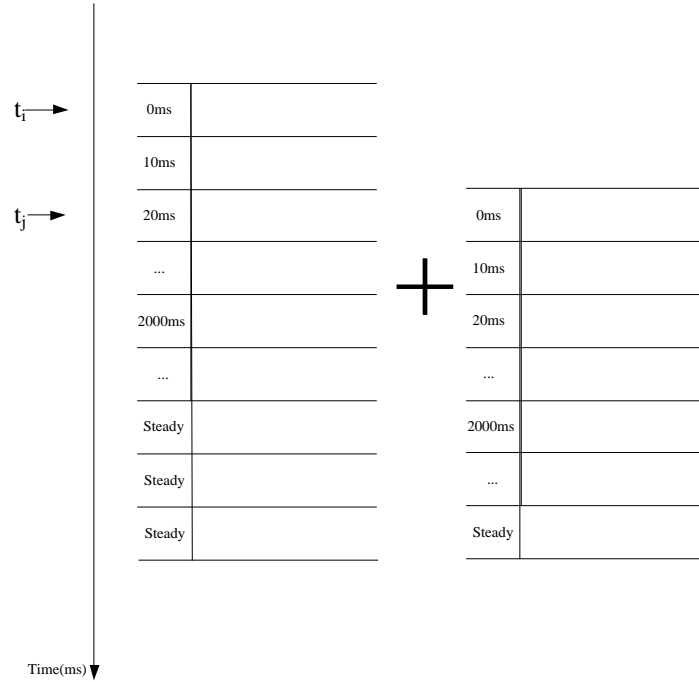 t_i
0ms
10ms
t_j
20ms
...
2000ms
...
Steady
Steady
Steady
+
0ms
10ms
20ms
...
2000ms
...
Steady
Time(ms)